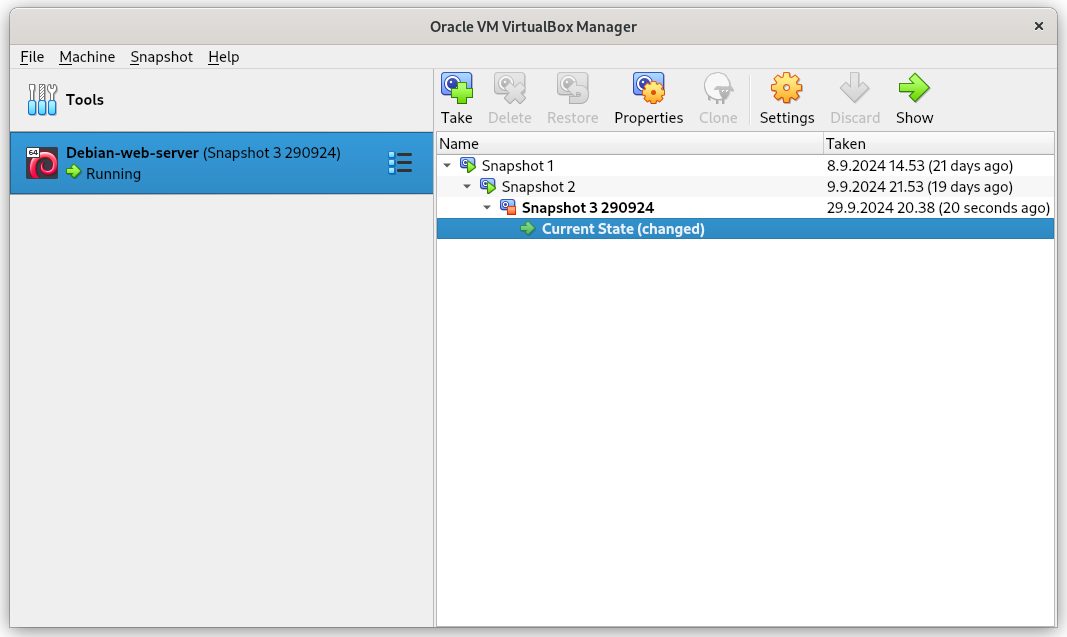 Oracle VM VirtualBox Manager
×
File Machine Snapshot Help
Tools
64
Debian-web-server (Snapshot 3 290924)
Running
Take Delete Restore Properties Clone Settings Discard Show
Name Taken
Snapshot 1 8.9.2024 14.53 (21 days ago)
Snapshot 2 9.9.2024 21.53 (19 days ago)
Snapshot 3 290924 29.9.2024 20.38 (20 seconds ago)
Current State (changed)